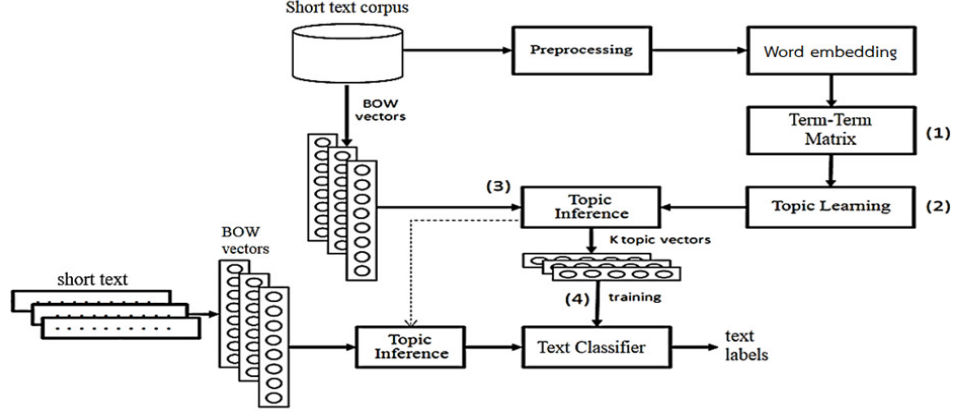 Short text corpus
Preprocessing
Word embedding
BOW
vectors
Term-Term
Matrix
(1)
(3)
Topic
Inference
Topic Learning
(2)
K topic vectors
BOW
vectors
short text
(4)
training
Topic
Inference
Text Classifier
text
labels